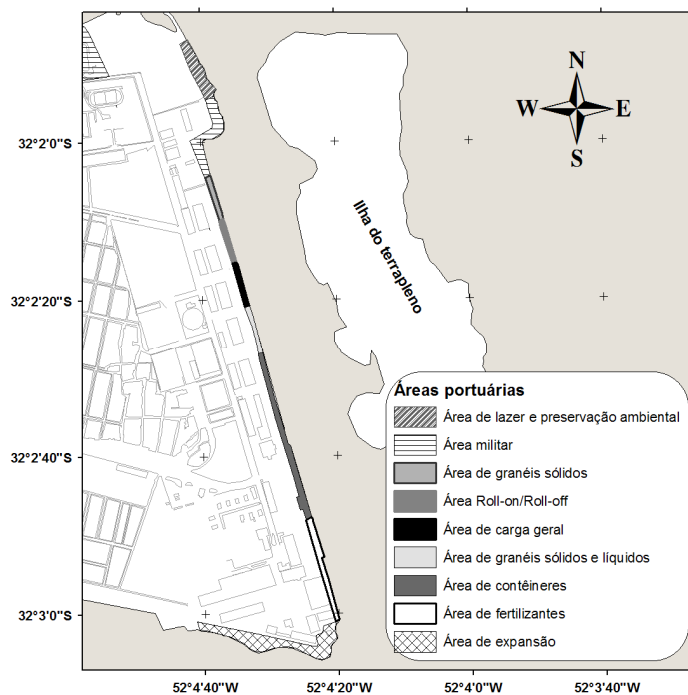 N
W E
S
32°2'0"S
Ilha do terrapleno
32°2'20"S
Áreas portuárias
Área de lazer e preservação ambiental
Área militar
32°2'40"S
Área de granéis sólidos
Área Roll-on/Roll-off
Área de carga geral
Área de granéis sólidos e líquidos
Área de contêineres
Área de fertilizantes
32°3'0"S
Área de expansão
52°4'40"W 52°4'20"W 52°4'0"W 52°3'40"W